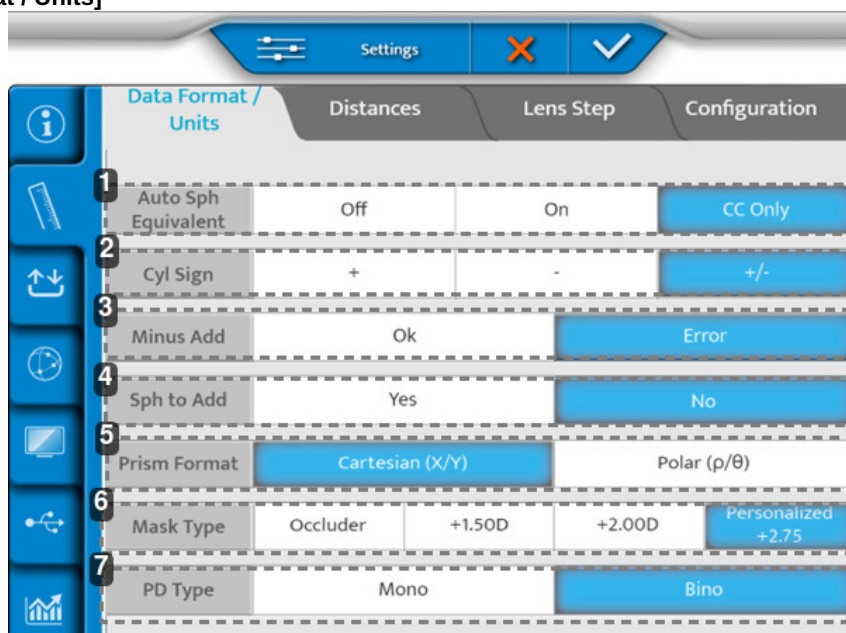 at / Units]
Settings
Data Format /
Units
Distances
Lens Step
Configuration
1
Auto Sph
Equivalent
Off
On
CC Only
2
Cyl Sign
+
-
+/-
3
Minus Add
Ok
Error
4
Sph to Add
Yes
No
5
Prism Format
Cartesian (X/Y)
Polar (ρ/θ)
6
Mask Type
Occluder
+1.50D
+2.00D
Personalized
+2.75
7
PD Type
Mono
Bino